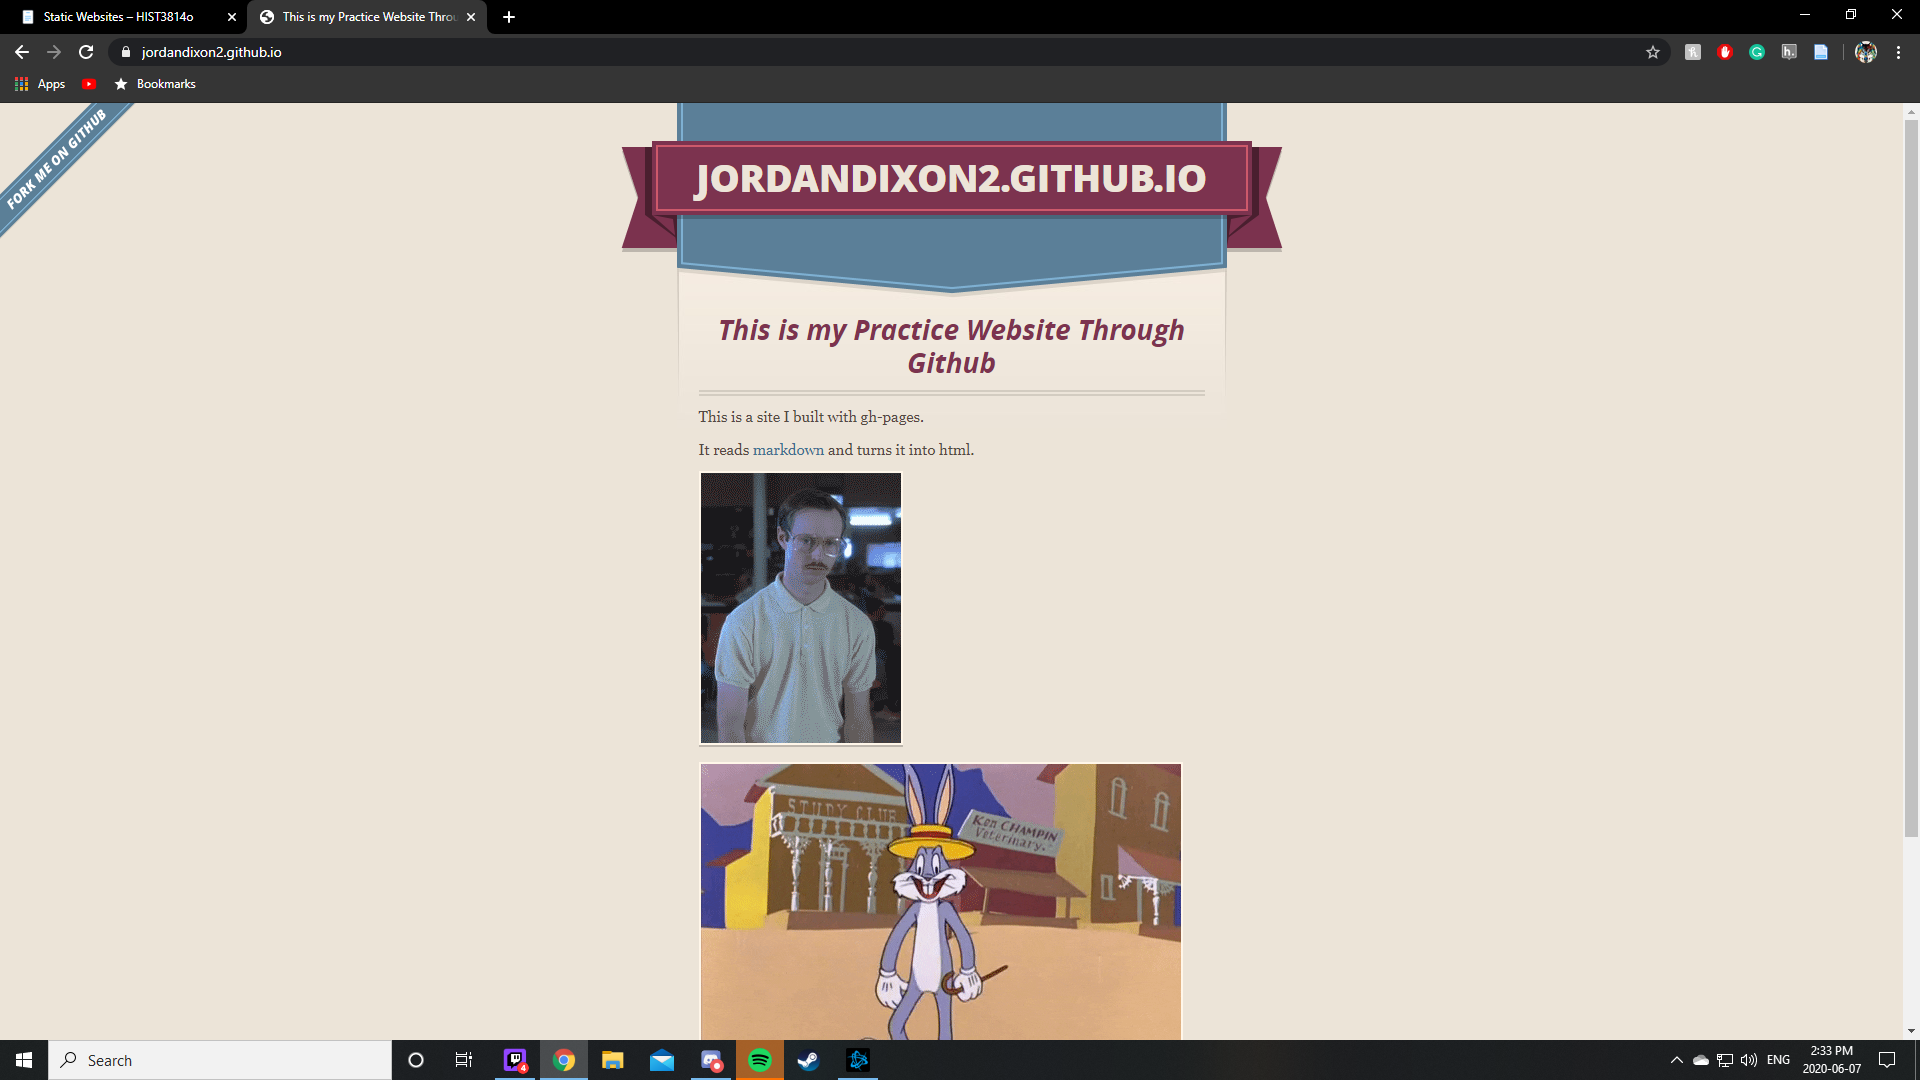 Static Websites – HIST3814o
This is my Practice Website Throu
jordandixon2.github.io
Apps
Bookmarks
FORK ME ON GITHUB
JORDANDIXON2.GITHUB.IO
This is my Practice Website Through
Github
This is a site I built with gh-pages.
It reads markdown and turns it into html.
STUDY CLUB
Ken CHAMPIN
Veterinary.
Search
4
ENG
2:33 PM
2020-06-07